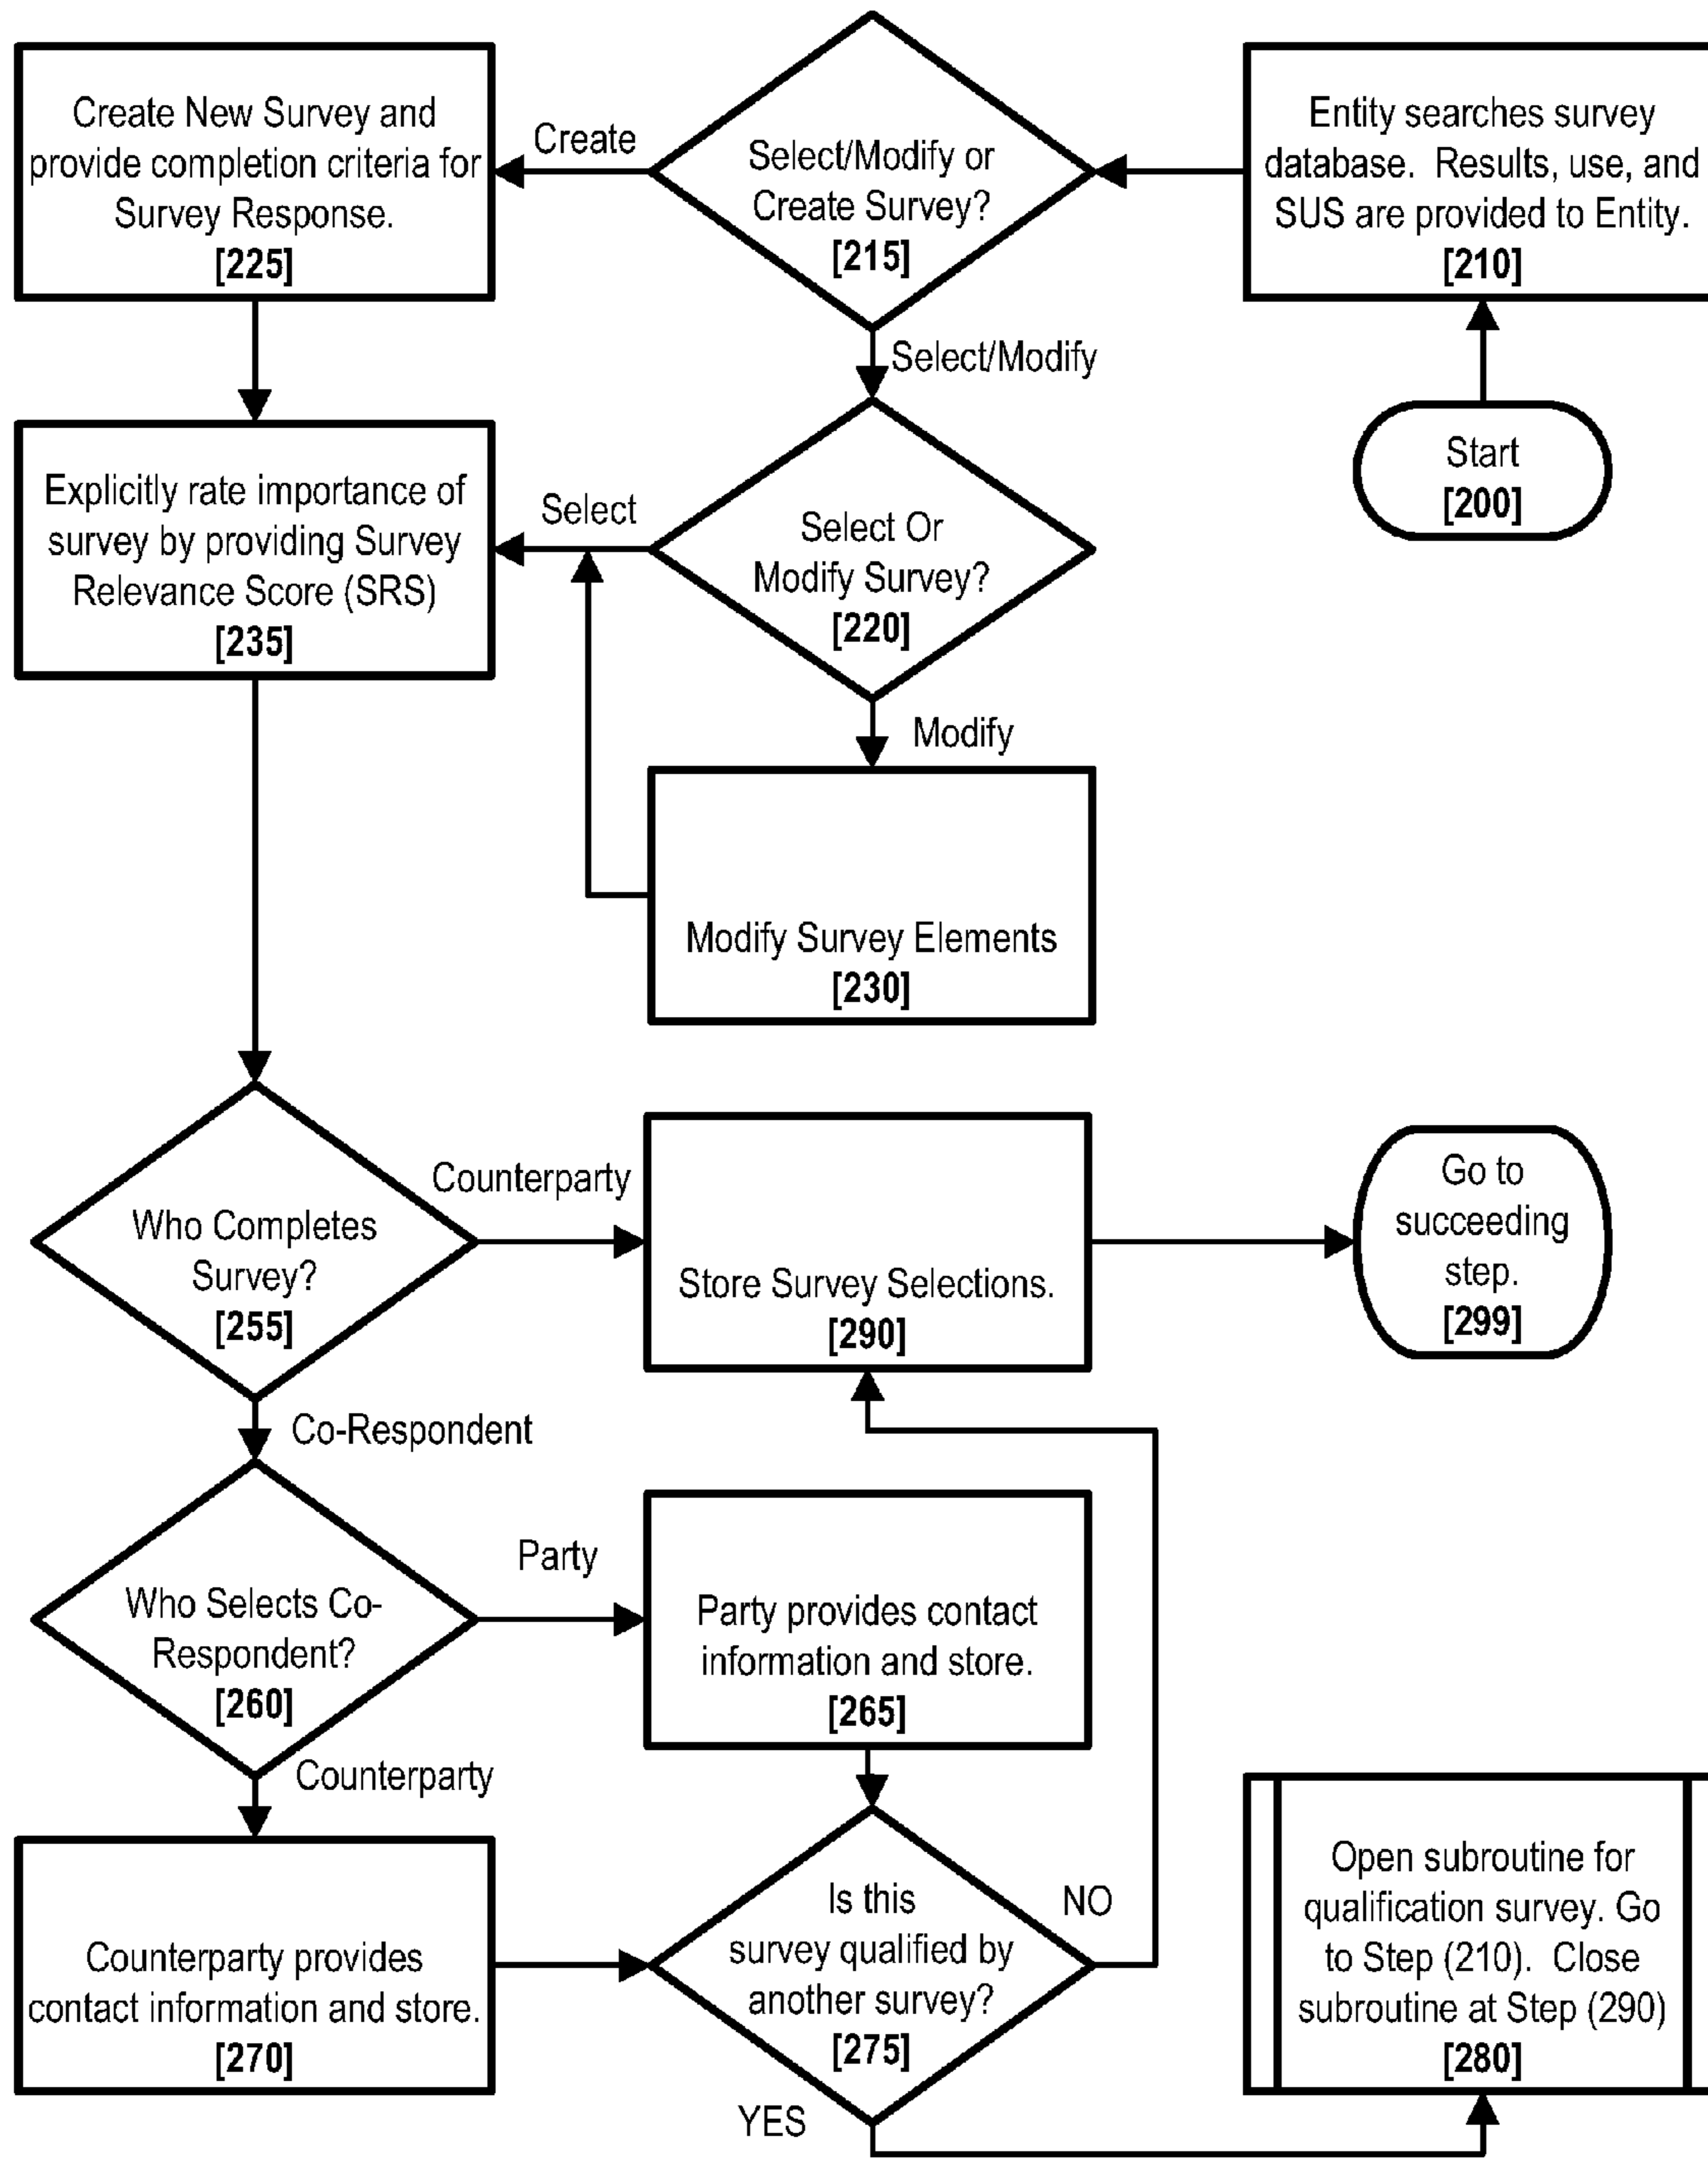 Create New Survey and
provide completion criteria for
Survey Response.
[225]
Create
Select/Modify or
Create Survey?
[215]
Entity searches survey
database. Results, use, and
SUS are provided to Entity.
[210]
Select/Modify
Start
[200]
Explicitly rate importance of
survey by providing Survey
Relevance Score (SRS)
[235]
Select
Select Or
Modify Survey?
[220]
Modify
Modify Survey Elements
[230]
Who Completes
Survey?
[255]
Counterparty
Store Survey Selections.
[290]
Go to
succeeding
step.
[299]
Co-Respondent
Who Selects Co-
Respondent?
[260]
Party
Party provides contact
information and store.
[265]
Counterparty
Counterparty provides
contact information and store.
[270]
Is this
survey qualified by
another survey?
[275]
NO
YES
Open subroutine for
qualification survey. Go
to Step (210). Close
subroutine at Step (290)
[280]